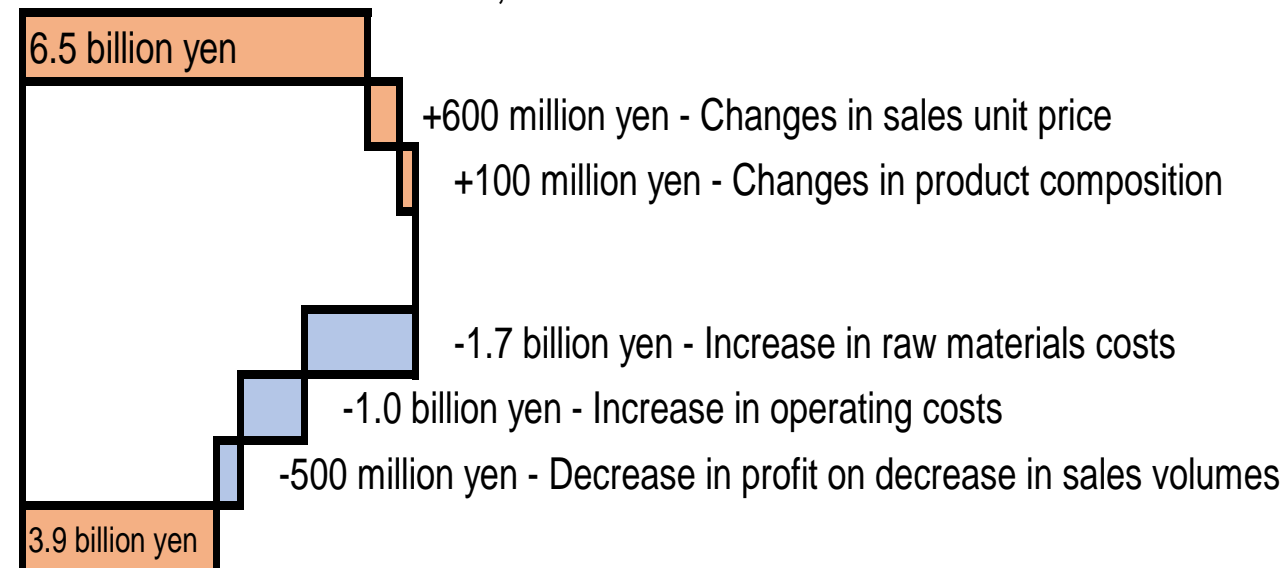 6.5 billion yen
+600 million yen - Changes in sales unit price
+100 million yen - Changes in product composition
-1.7 billion yen - Increase in raw materials costs
-1.0 billion yen - Increase in operating costs
-500 million yen - Decrease in profit on decrease in sales volumes
3.9 billion yen